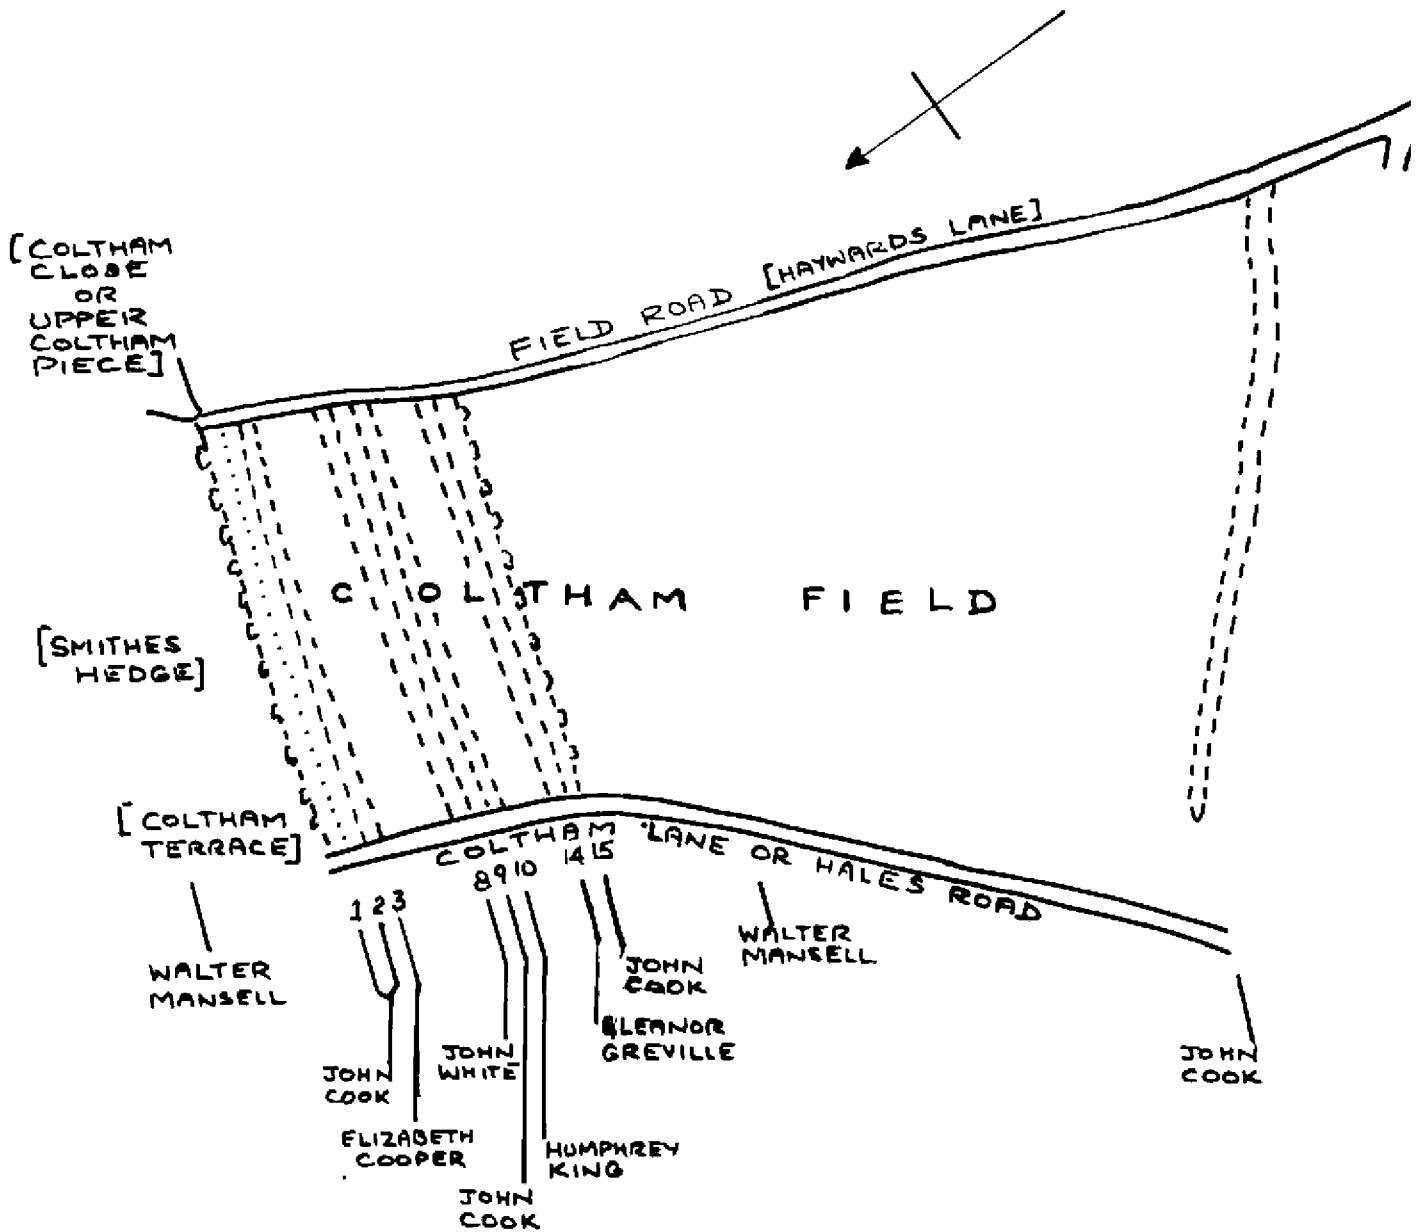 [COLTHAM
CLOSE
OR
UPPER
COLTHAM
PIECE]
FIELD ROAD [HAYWARDS LANE]
COLTHAM FIELD
[SMITHES
HEDGE]
[COLTHAM
TERRACE]
COLTHAM LANE OR HALES ROAD
1 2 3
8 9 10
14 15
WALTER
MANSELL
JOHN
COOK
ELIZABETH
COOPER
JOHN
WHITE
JOHN
COOK
HUMPHREY
KING
ELEANOR
GREVILLE
JOHN
COOK
WALTER
MANSELL
JOHN
COOK